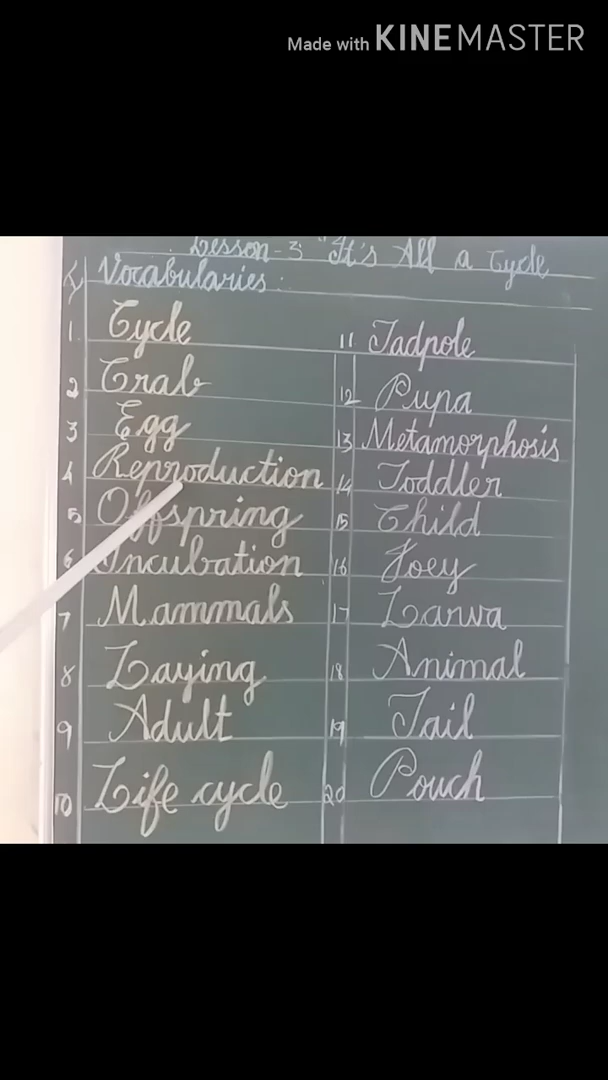 Made with KINEMASTER
Lesson-3 "It's All a Cycle
Vocabularies:
1. Cycle
2 Crab
3 Egg
4 Reproduction
5 Offspring
6 Incubation
7 Mammals
8 Laying
9 Adult
10 Life cycle
11 Tadpole
12 Pupa
13 Metamorphosis
14 Toddler
15 Child
16 Joey
17 Larva
18 Animal
19 Tail
20 Pouch